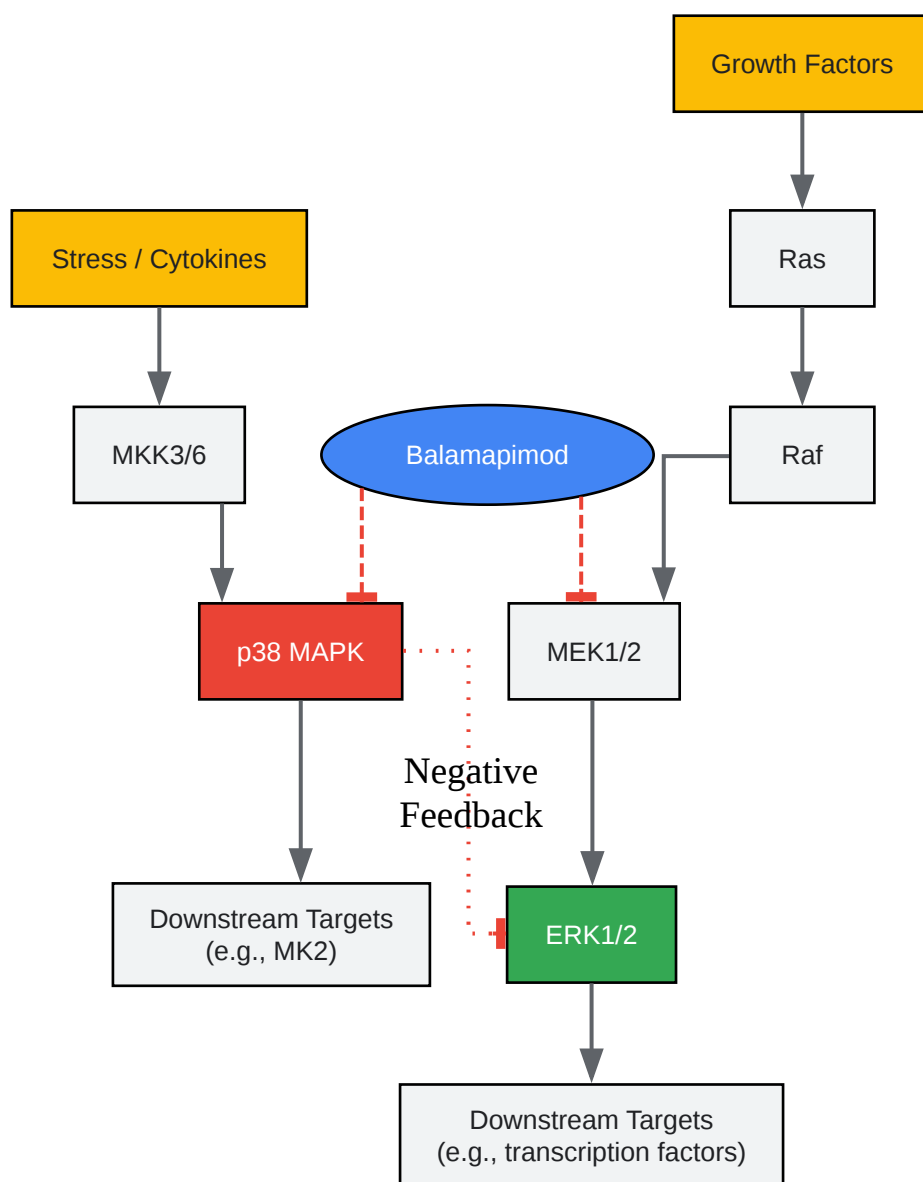 Growth Factors
Stress / Cytokines
Ras
MKK3/6
Balamapimod
Raf
p38 MAPK
MEK1/2
Negative
Feedback
Downstream Targets
(e.g., MK2)
ERK1/2
Downstream Targets
(e.g., transcription factors)